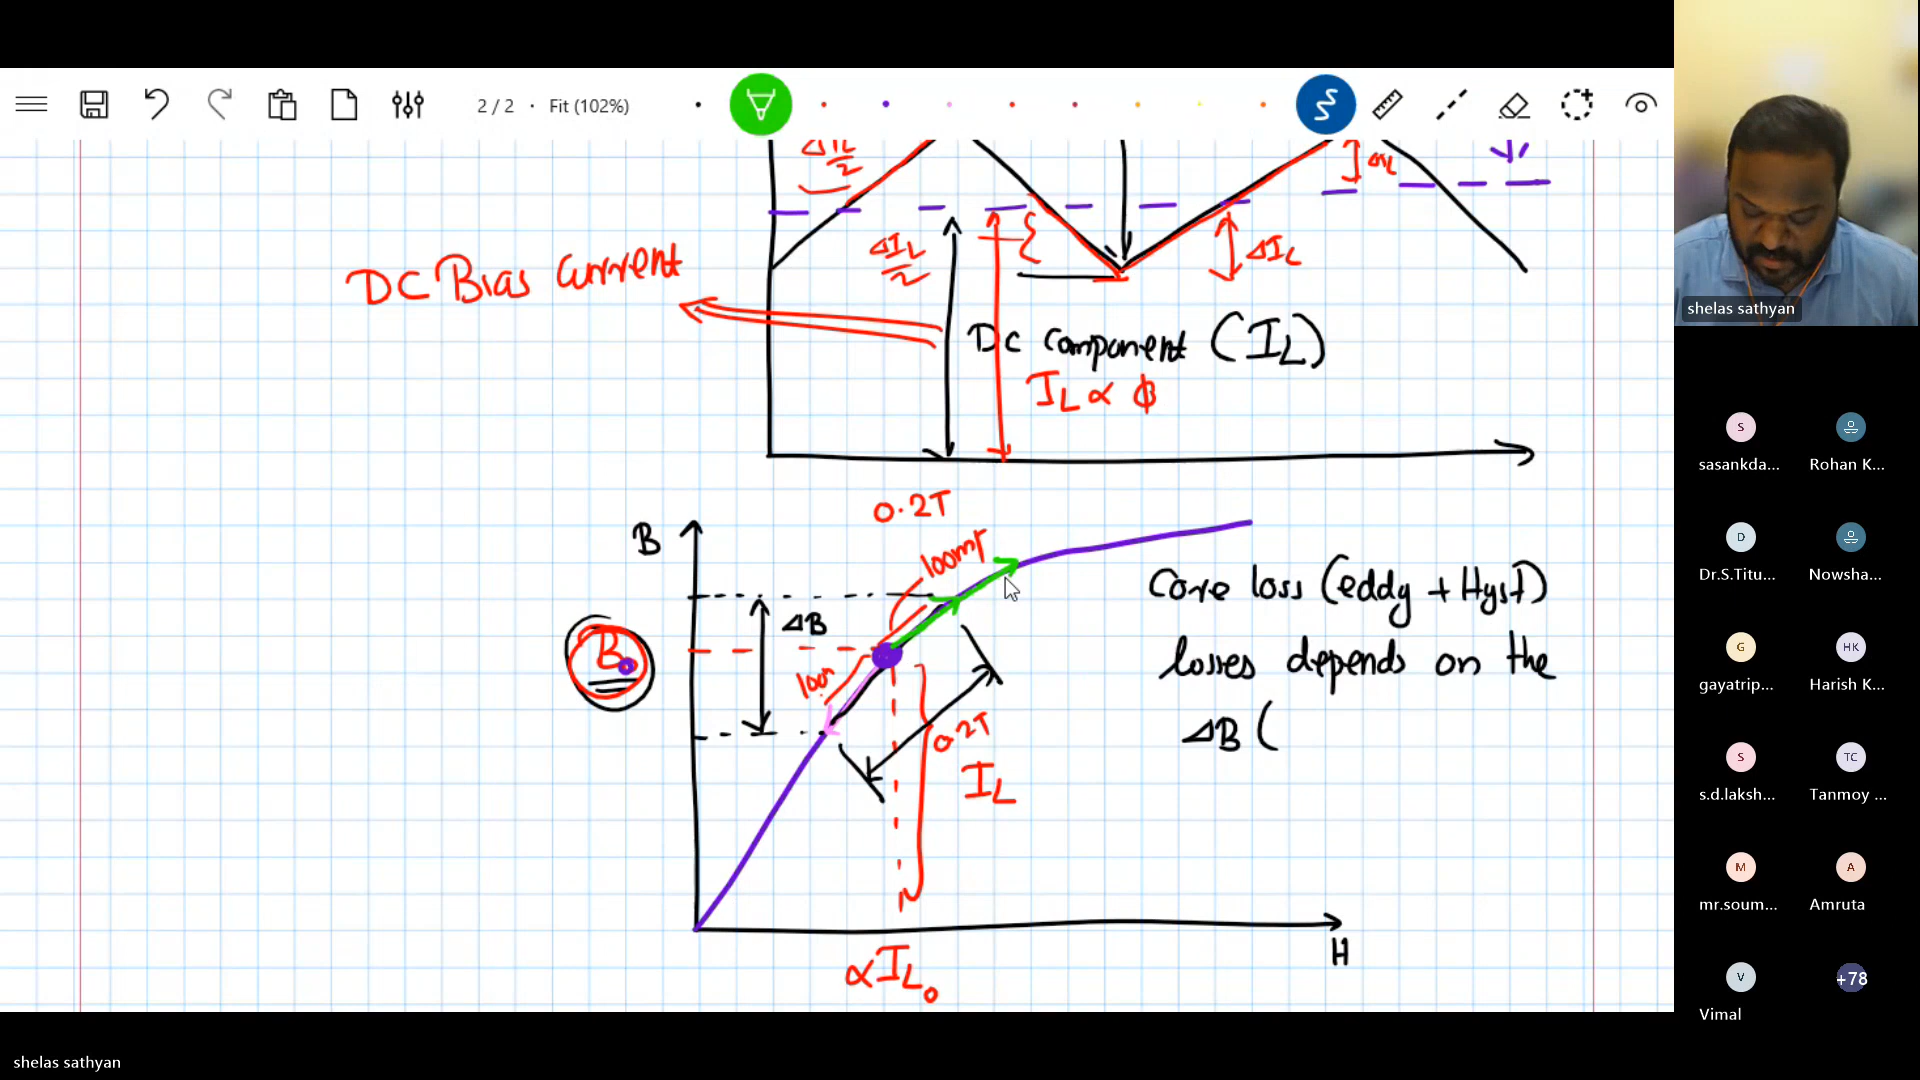 2 / 2 · Fit (102%)
ΔIL/2
ΔIL/2
ΔIL
DC Bias Current
DC component (IL)
IL ∝ ϕ
0.2T
B
100mT
ΔB
B0
100
0.2T
IL
H
∝ IL0
Core loss (eddy + Hyst)
losses depends on the
ΔB (
shelas sathyan
S
sasankda...
Rohan K...
D
Dr.S.Titu...
Nowsha...
G
gayatrip...
HK
Harish K...
S
s.d.laksh...
TC
Tanmoy ...
M
mr.soum...
A
Amruta
V
Vimal
+78
shelas sathyan